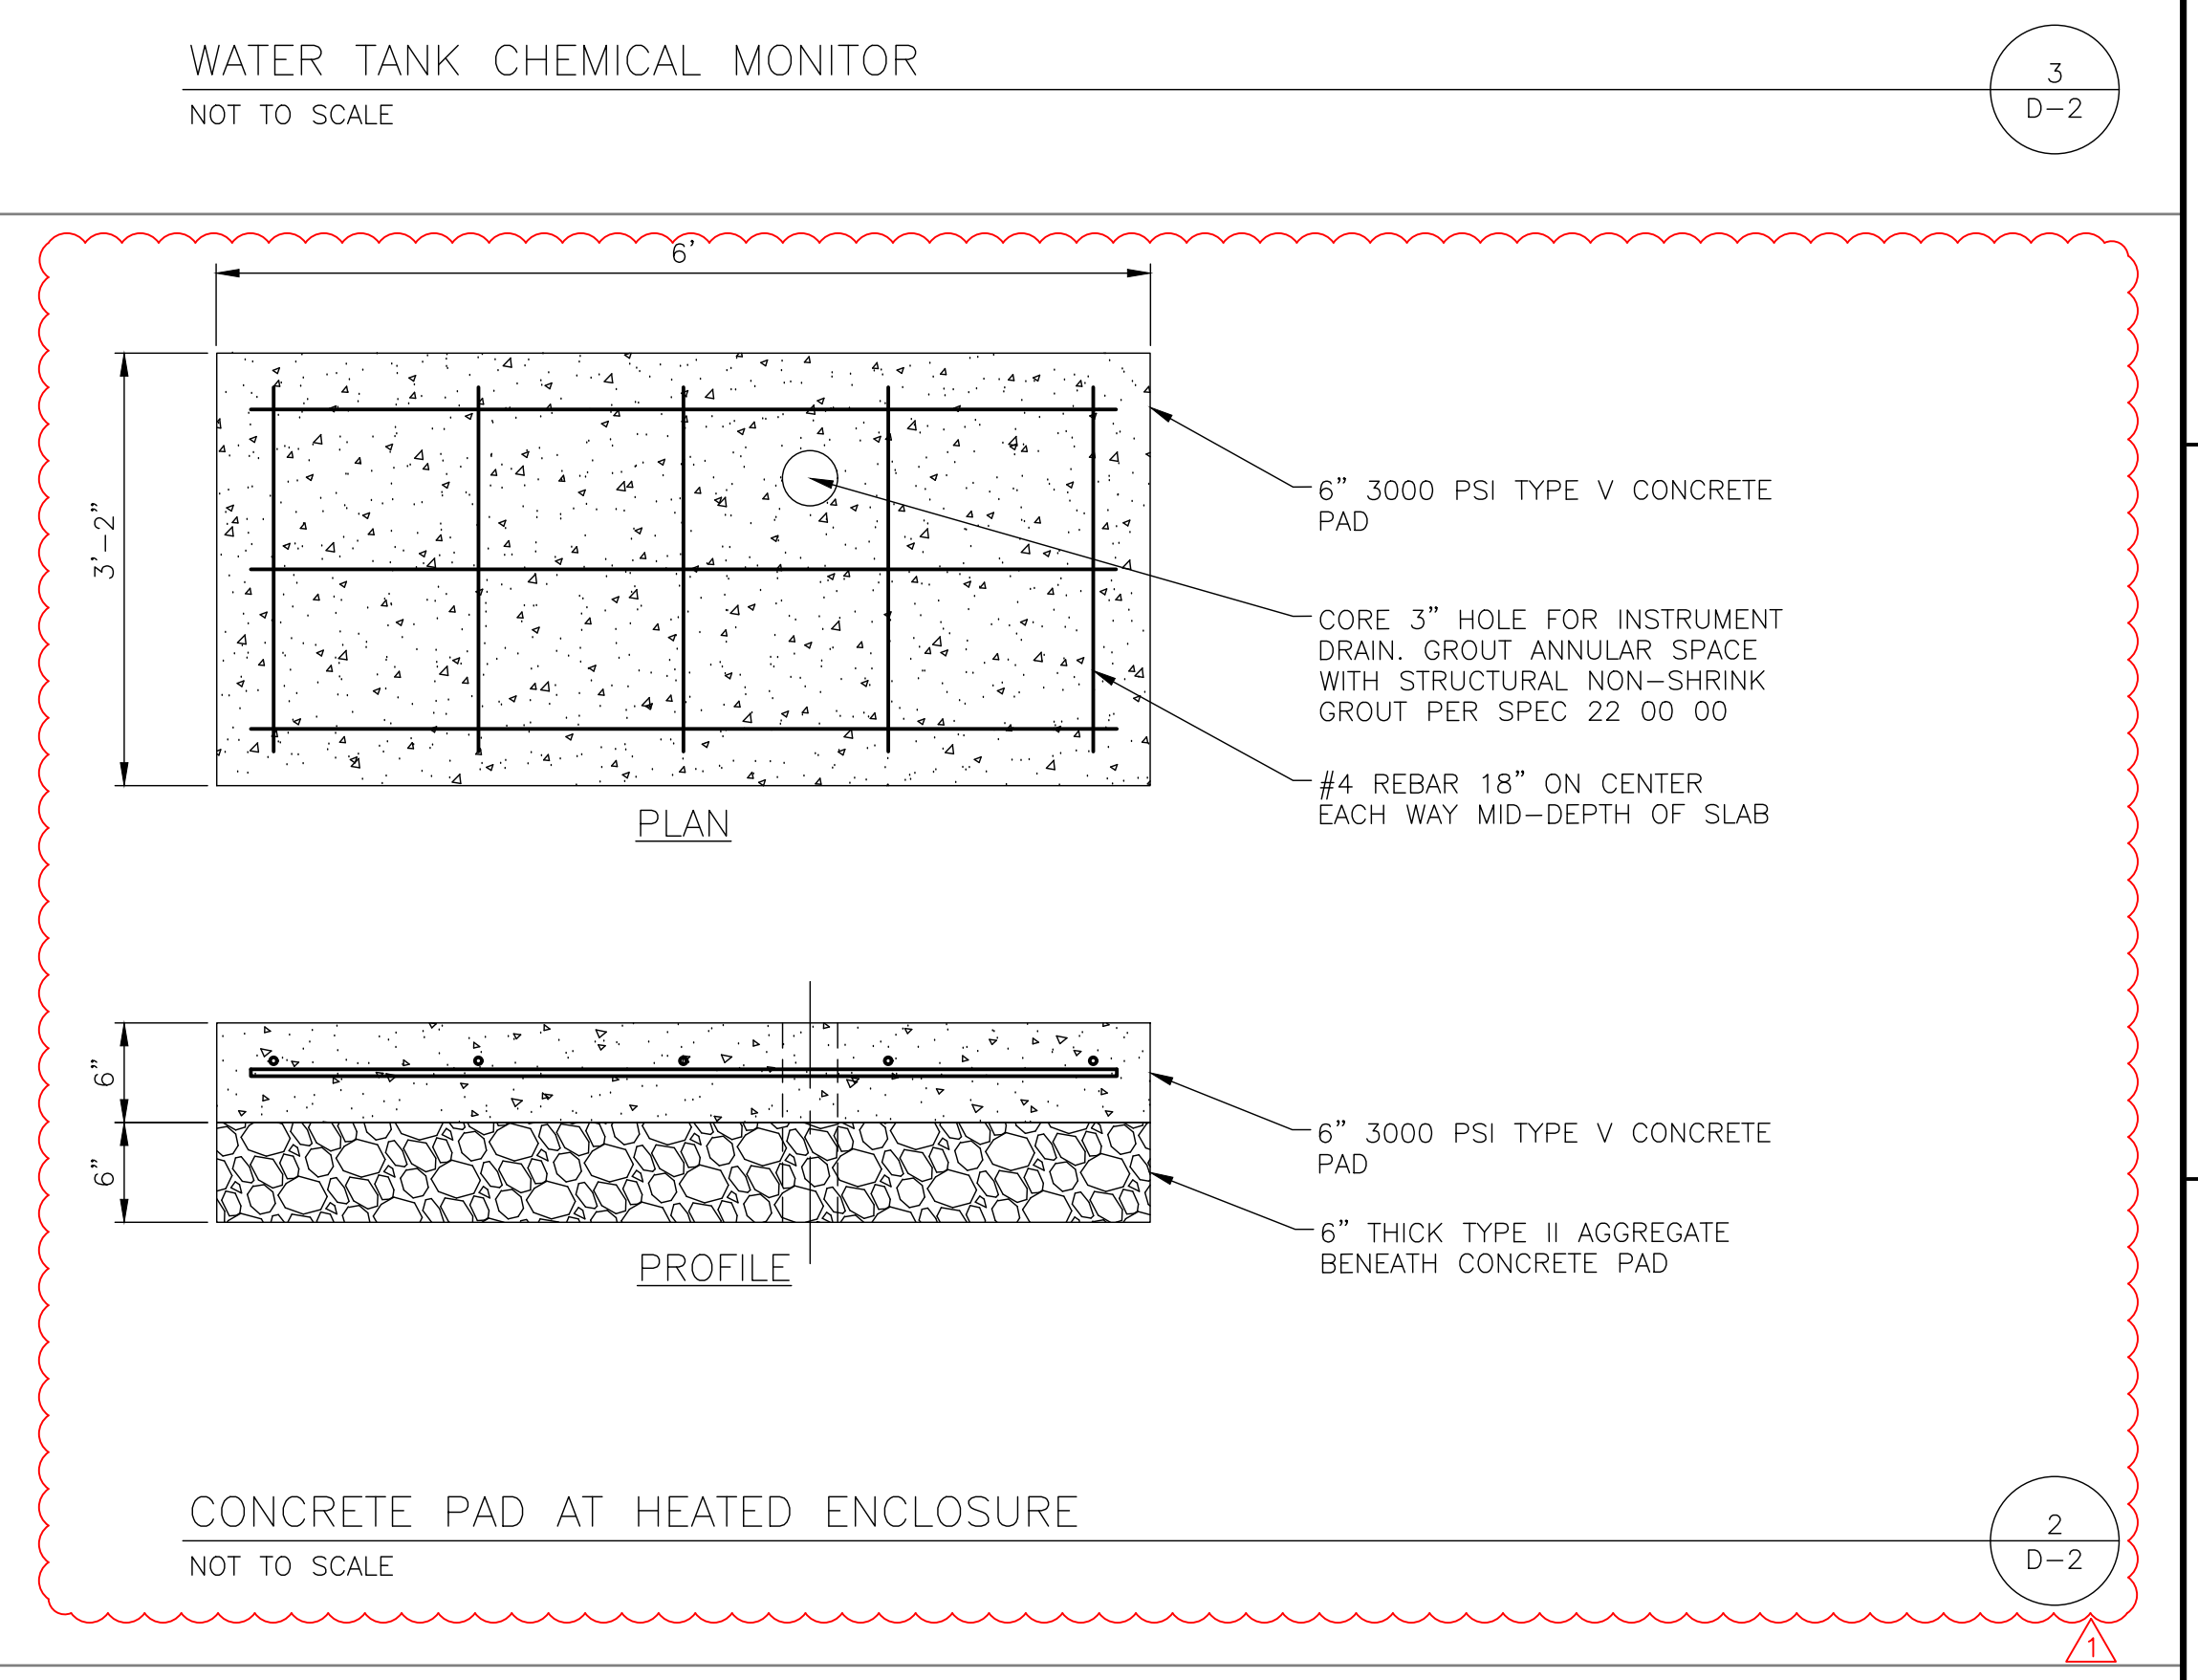 WATER TANK CHEMICAL MONITOR
NOT TO SCALE
3
D-2
6'
3'-2"
6" 3000 PSI TYPE V CONCRETE
PAD
CORE 3" HOLE FOR INSTRUMENT
DRAIN. GROUT ANNULAR SPACE
WITH STRUCTURAL NON-SHRINK
GROUT PER SPEC 22 00 00
#4 REBAR 18" ON CENTER
EACH WAY MID-DEPTH OF SLAB
PLAN
6"
6"
6" 3000 PSI TYPE V CONCRETE
PAD
6" THICK TYPE II AGGREGATE
BENEATH CONCRETE PAD
PROFILE
CONCRETE PAD AT HEATED ENCLOSURE
NOT TO SCALE
2
D-2
1